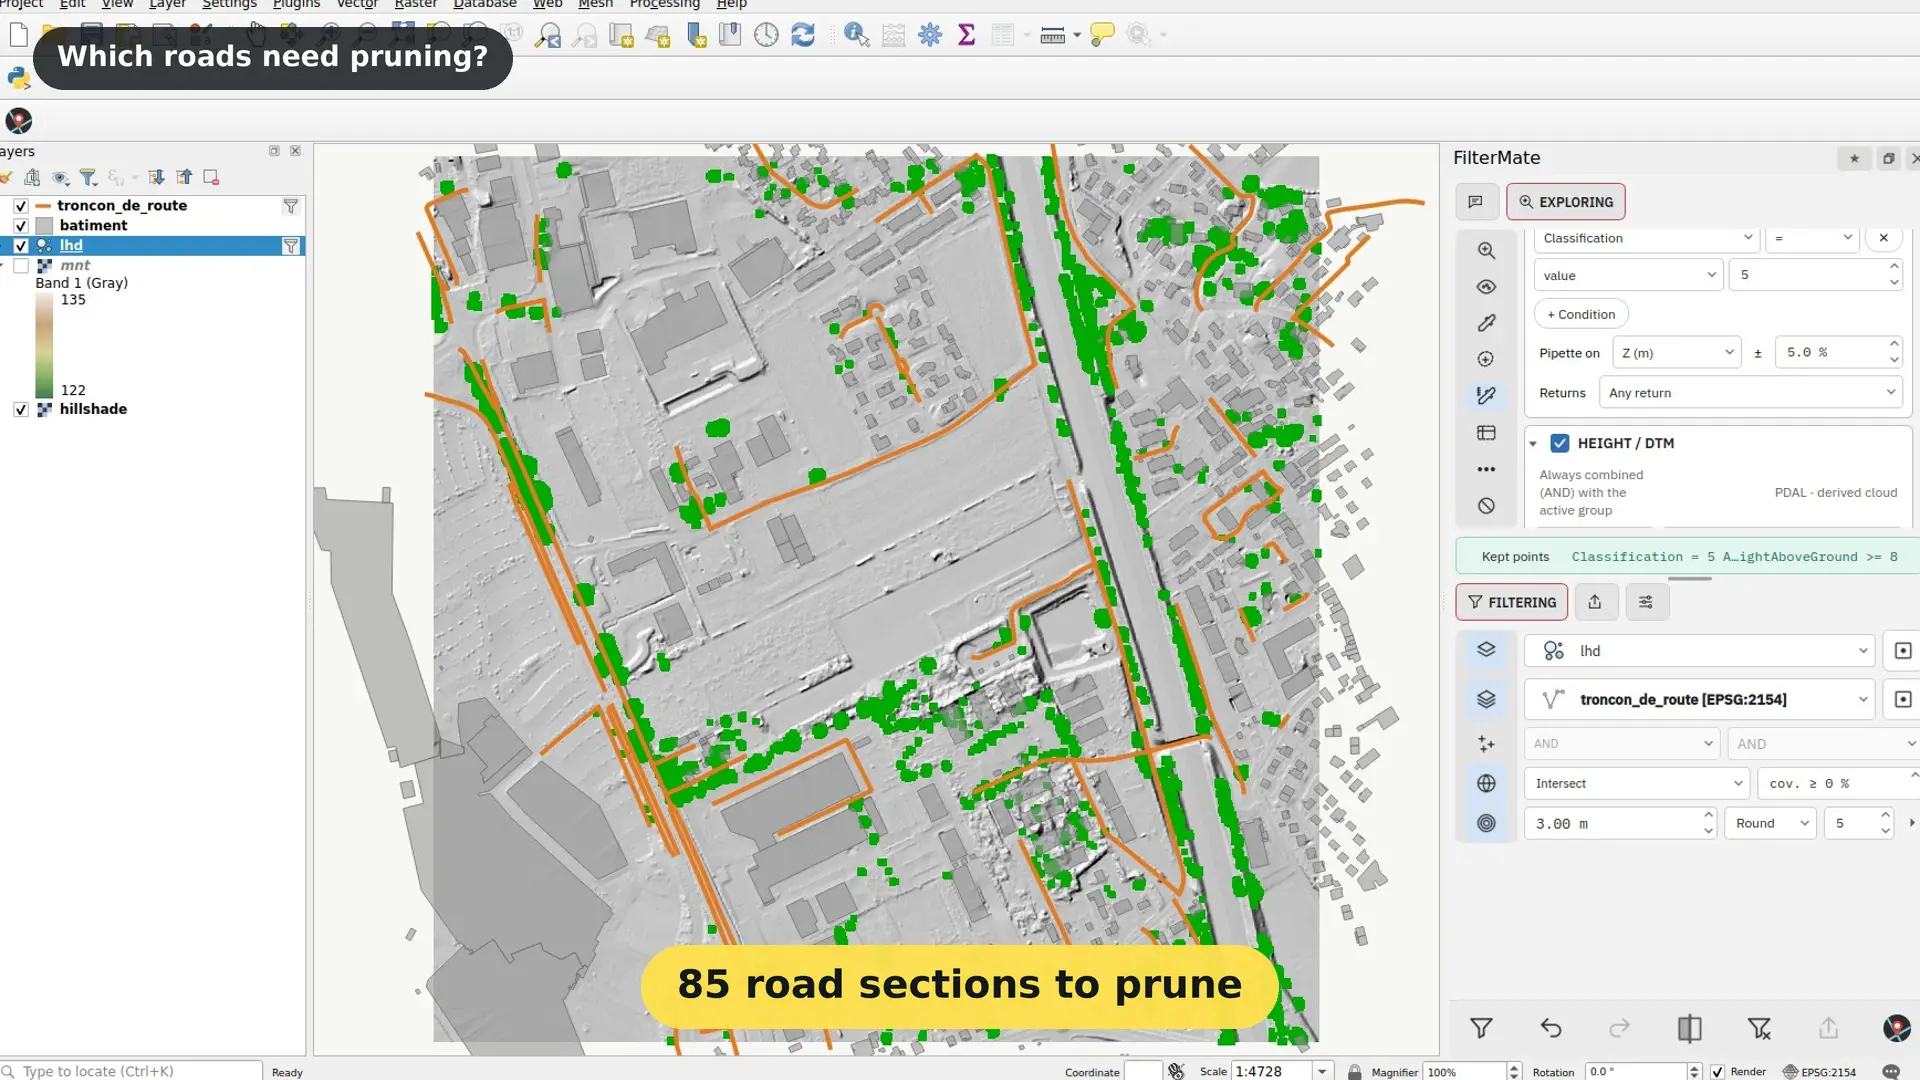 Project Edit View Layer Settings Plugins Vector Raster Database Web Mesh Processing Help
Which roads need pruning?
ayers
troncon_de_route
batiment
lhd
mnt
Band 1 (Gray)
135
122
hillshade
FilterMate
EXPLORING
Classification =
value 5
+ Condition
Pipette on Z (m) ± 5.0 %
Returns Any return
HEIGHT / DTM
Always combined
(AND) with the
active group
PDAL · derived cloud
Kept points Classification = 5 A…ightAboveGround >= 8
FILTERING
lhd
troncon_de_route [EPSG:2154]
AND AND
Intersect cov. ≥ 0 %
3.00 m Round 5
85 road sections to prune
Type to locate (Ctrl+K) Ready Coordinate Scale 1:4728 Magnifier 100% Rotation 0.0 ° Render EPSG:2154